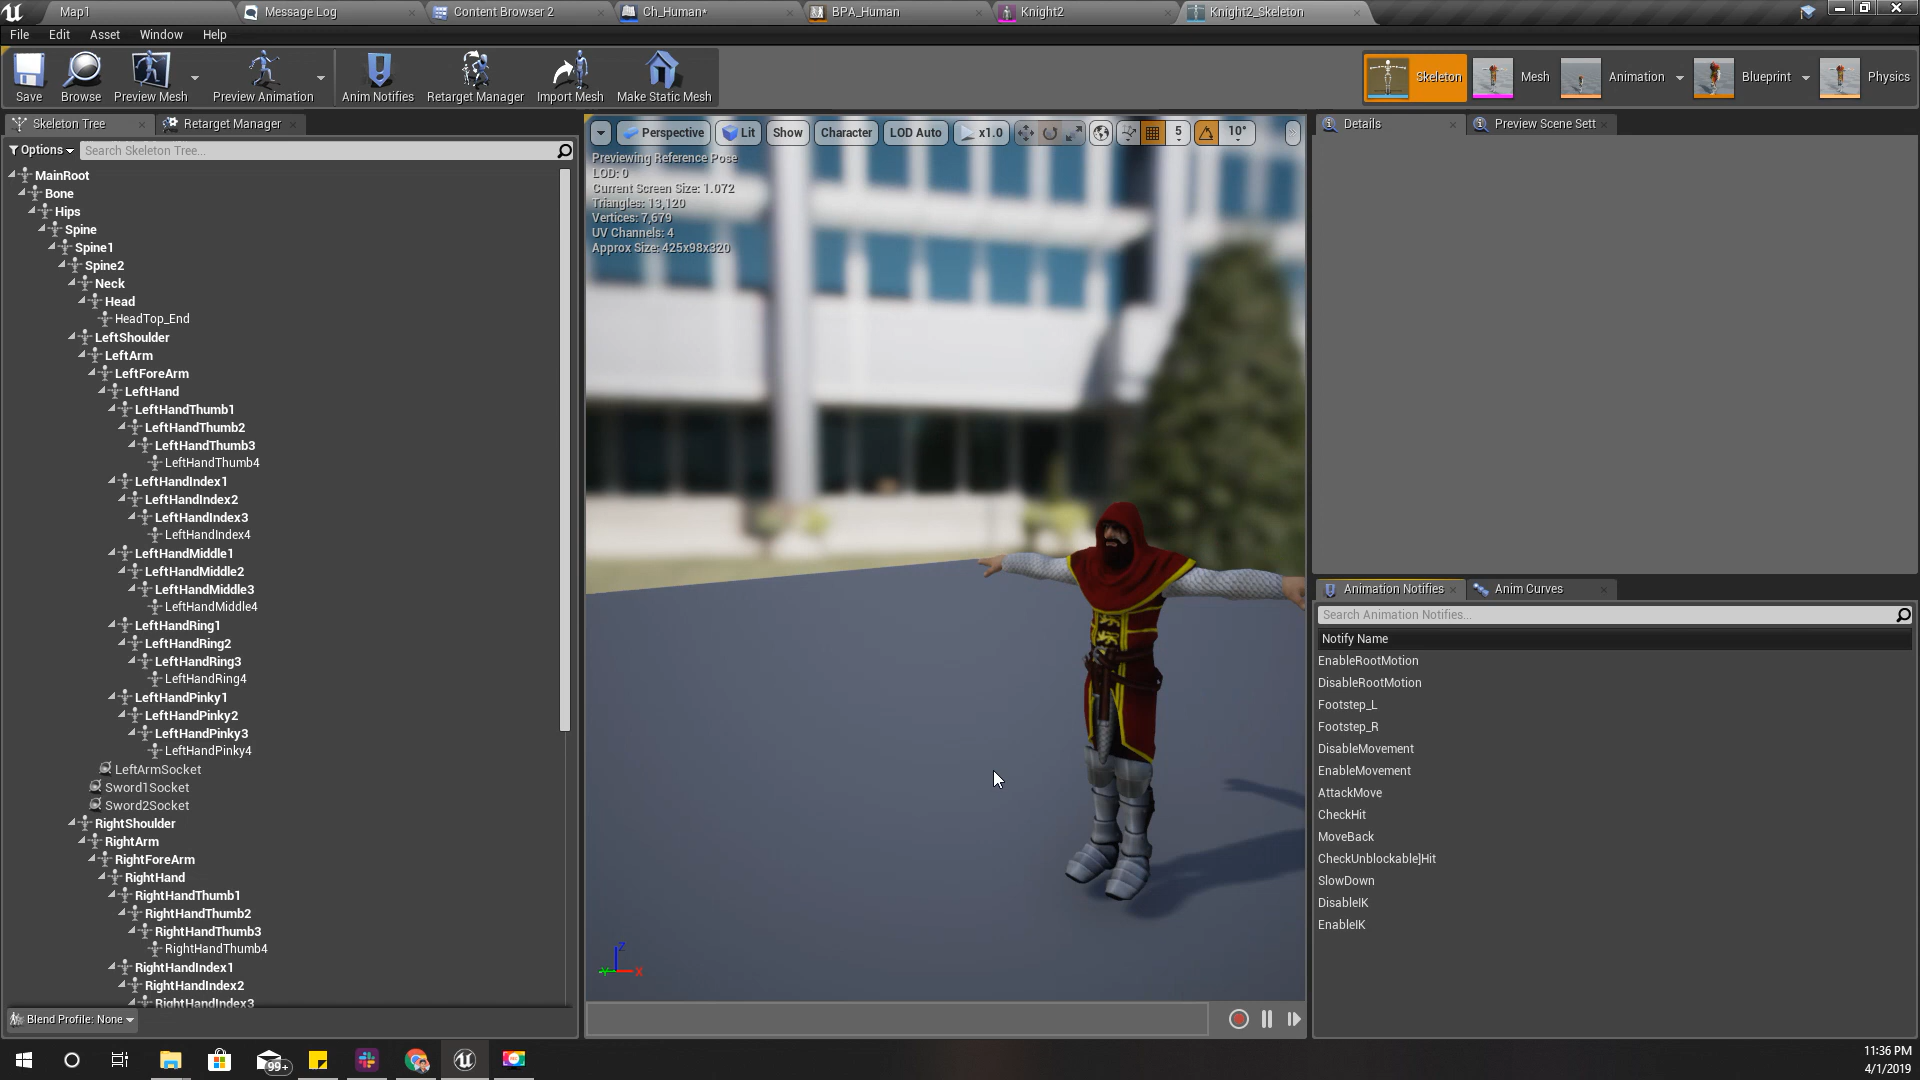 Map1
Message Log
Content Browser 2
Ch_Human*
BPA_Human
Knight2
Knight2_Skeleton
File
Edit
Asset
Window
Help
Save
Browse
Preview Mesh
Preview Animation
Anim Notifies
Retarget Manager
Import Mesh
Make Static Mesh
Skeleton
Mesh
Animation
Blueprint
Physics
Skeleton Tree
Retarget Manager
Options
Search Skeleton Tree...
MainRoot
Bone
Hips
Spine
Spine1
Spine2
Neck
Head
HeadTop_End
LeftShoulder
LeftArm
LeftForeArm
LeftHand
LeftHandThumb1
LeftHandThumb2
LeftHandThumb3
LeftHandThumb4
LeftHandIndex1
LeftHandIndex2
LeftHandIndex3
LeftHandIndex4
LeftHandMiddle1
LeftHandMiddle2
LeftHandMiddle3
LeftHandMiddle4
LeftHandRing1
LeftHandRing2
LeftHandRing3
LeftHandRing4
LeftHandPinky1
LeftHandPinky2
LeftHandPinky3
LeftHandPinky4
LeftArmSocket
Sword1Socket
Sword2Socket
RightShoulder
RightArm
RightForeArm
RightHand
RightHandThumb1
RightHandThumb2
RightHandThumb3
RightHandThumb4
RightHandIndex1
RightHandIndex2
RightHandIndex3
Blend Profile: None
Perspective
Lit
Show
Character
LOD Auto
x1.0
5
10°
Previewing Reference Pose
LOD: 0
Current Screen Size: 1.072
Triangles: 13,120
Vertices: 7,679
UV Channels: 4
Approx Size: 425x98x320
Z
Y
X
Details
Preview Scene Sett
Animation Notifies
Anim Curves
Search Animation Notifies...
Notify Name
EnableRootMotion
DisableRootMotion
Footstep_L
Footstep_R
DisableMovement
EnableMovement
AttackMove
CheckHit
MoveBack
CheckUnblockable]Hit
SlowDown
DisableIK
EnableIK
99+
11:36 PM
4/1/2019